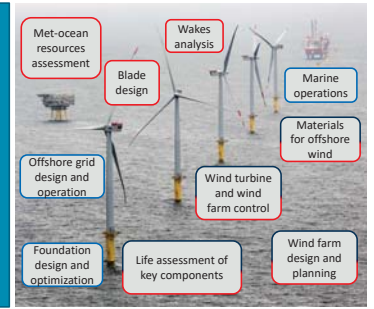 Met-ocean
resources
assessment
Wakes
analysis
Blade
design
Marine
operations
Materials
for offshore
wind
Offshore grid
design and
operation
Wind turbine
and wind
farm control
Foundation
design and
optimization
Life assessment of
key components
Wind farm
design and
planning